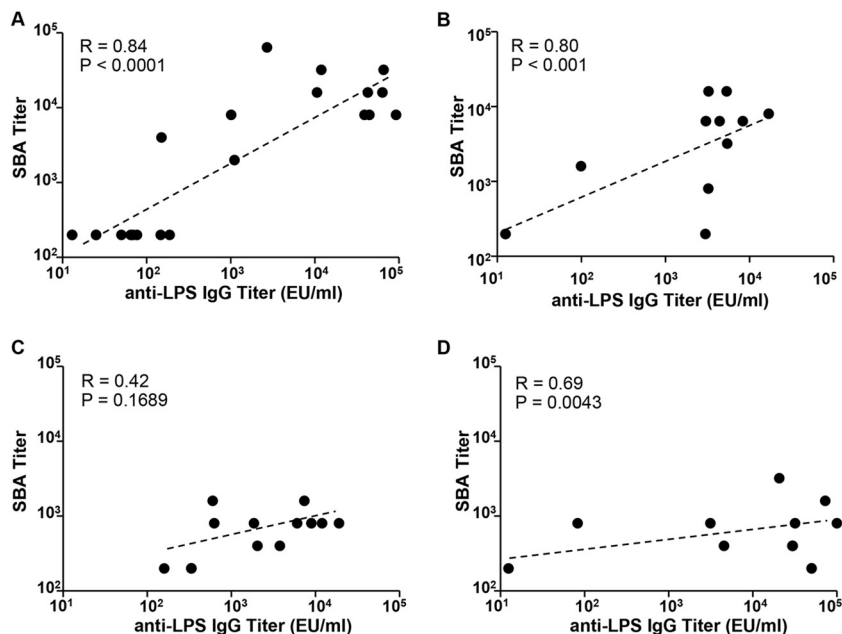 A
R = 0.84
P < 0.0001
SBA Titer
10^5
10^4
10^3
10^2
10^1 10^2 10^3 10^4 10^5
anti-LPS IgG Titer (EU/ml)
B
R = 0.80
P < 0.001
SBA Titer
10^5
10^4
10^3
10^2
10^1 10^2 10^3 10^4 10^5
anti-LPS IgG Titer (EU/ml)
C
R = 0.42
P = 0.1689
SBA Titer
10^5
10^4
10^3
10^2
10^1 10^2 10^3 10^4 10^5
anti-LPS IgG Titer (EU/ml)
D
R = 0.69
P = 0.0043
SBA Titer
10^5
10^4
10^3
10^2
10^1 10^2 10^3 10^4 10^5
anti-LPS IgG Titer (EU/ml)